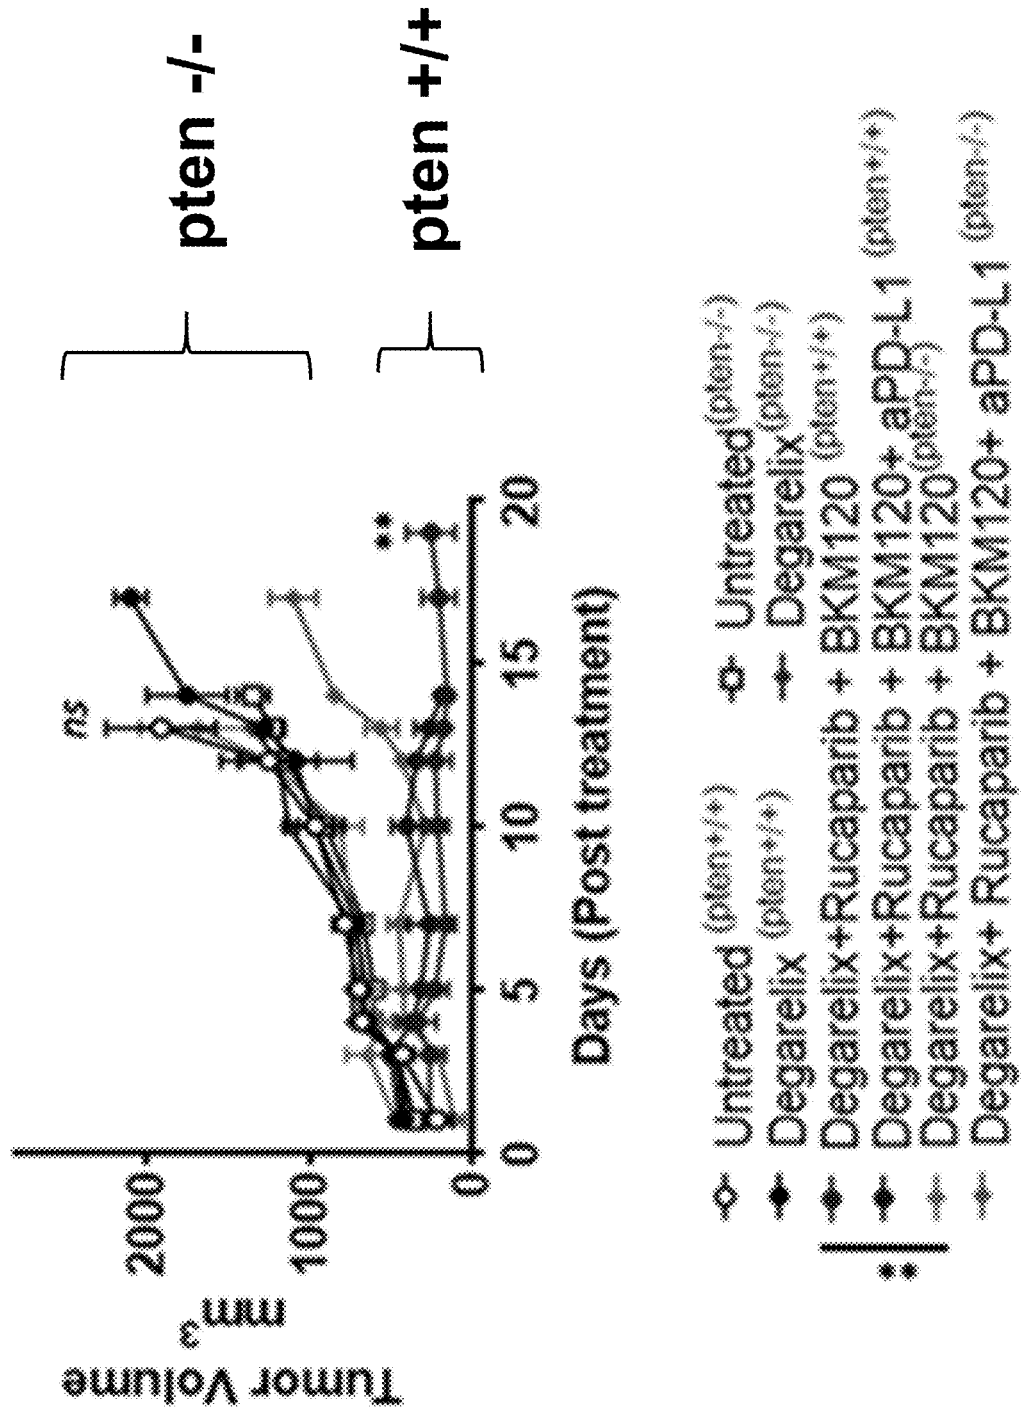 Tumor Volume
mm3
2000
1000
0
0
5
10
15
20
Days (Post treatment)
ns
**
pten -/-
pten +/+
Untreated (pten+/+)
Untreated (pten-/-)
Degarelix (pten+/+)
Degarelix (pten-/-)
Degarelix+Rucaparib + BKM120 (pten+/+)
Degarelix+Rucaparib + BKM120+ aPD-L1 (pten+/+)
Degarelix+Rucaparib + BKM120 (pten-/-)
Degarelix+ Rucaparib + BKM120+ aPD-L1 (pten-/-)
**